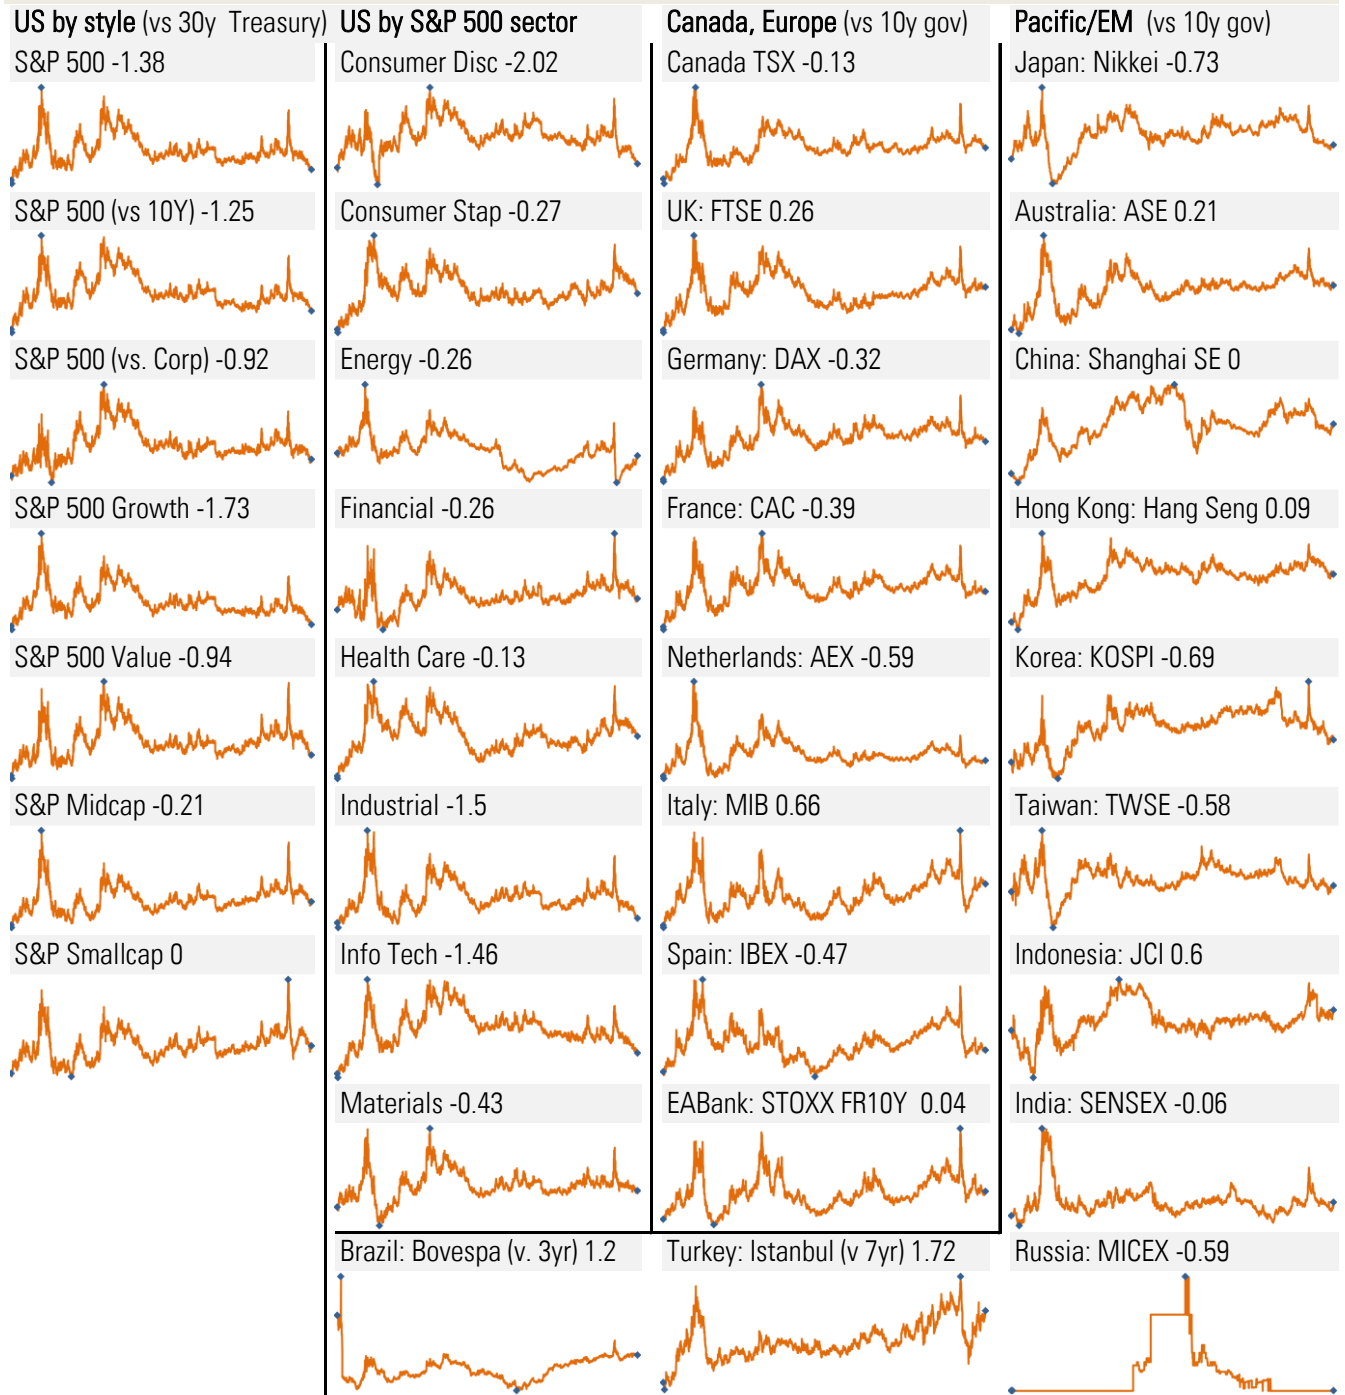 US by style (vs 30y Treasury)
S&P 500 -1.38
S&P 500 (vs 10Y) -1.25
S&P 500 (vs. Corp) -0.92
S&P 500 Growth -1.73
S&P 500 Value -0.94
S&P Midcap -0.21
S&P Smallcap 0
US by S&P 500 sector
Consumer Disc -2.02
Consumer Stap -0.27
Energy -0.26
Financial -0.26
Health Care -0.13
Industrial -1.5
Info Tech -1.46
Materials -0.43
Brazil: Bovespa (v. 3yr) 1.2
Canada, Europe (vs 10y gov)
Canada TSX -0.13
UK: FTSE 0.26
Germany: DAX -0.32
France: CAC -0.39
Netherlands: AEX -0.59
Italy: MIB 0.66
Spain: IBEX -0.47
EABank: STOXX FR10Y 0.04
Turkey: Istanbul (v 7yr) 1.72
Pacific/EM (vs 10y gov)
Japan: Nikkei -0.73
Australia: ASE 0.21
China: Shanghai SE 0
Hong Kong: Hang Seng 0.09
Korea: KOSPI -0.69
Taiwan: TWSE -0.58
Indonesia: JCI 0.6
India: SENSEX -0.06
Russia: MICEX -0.59